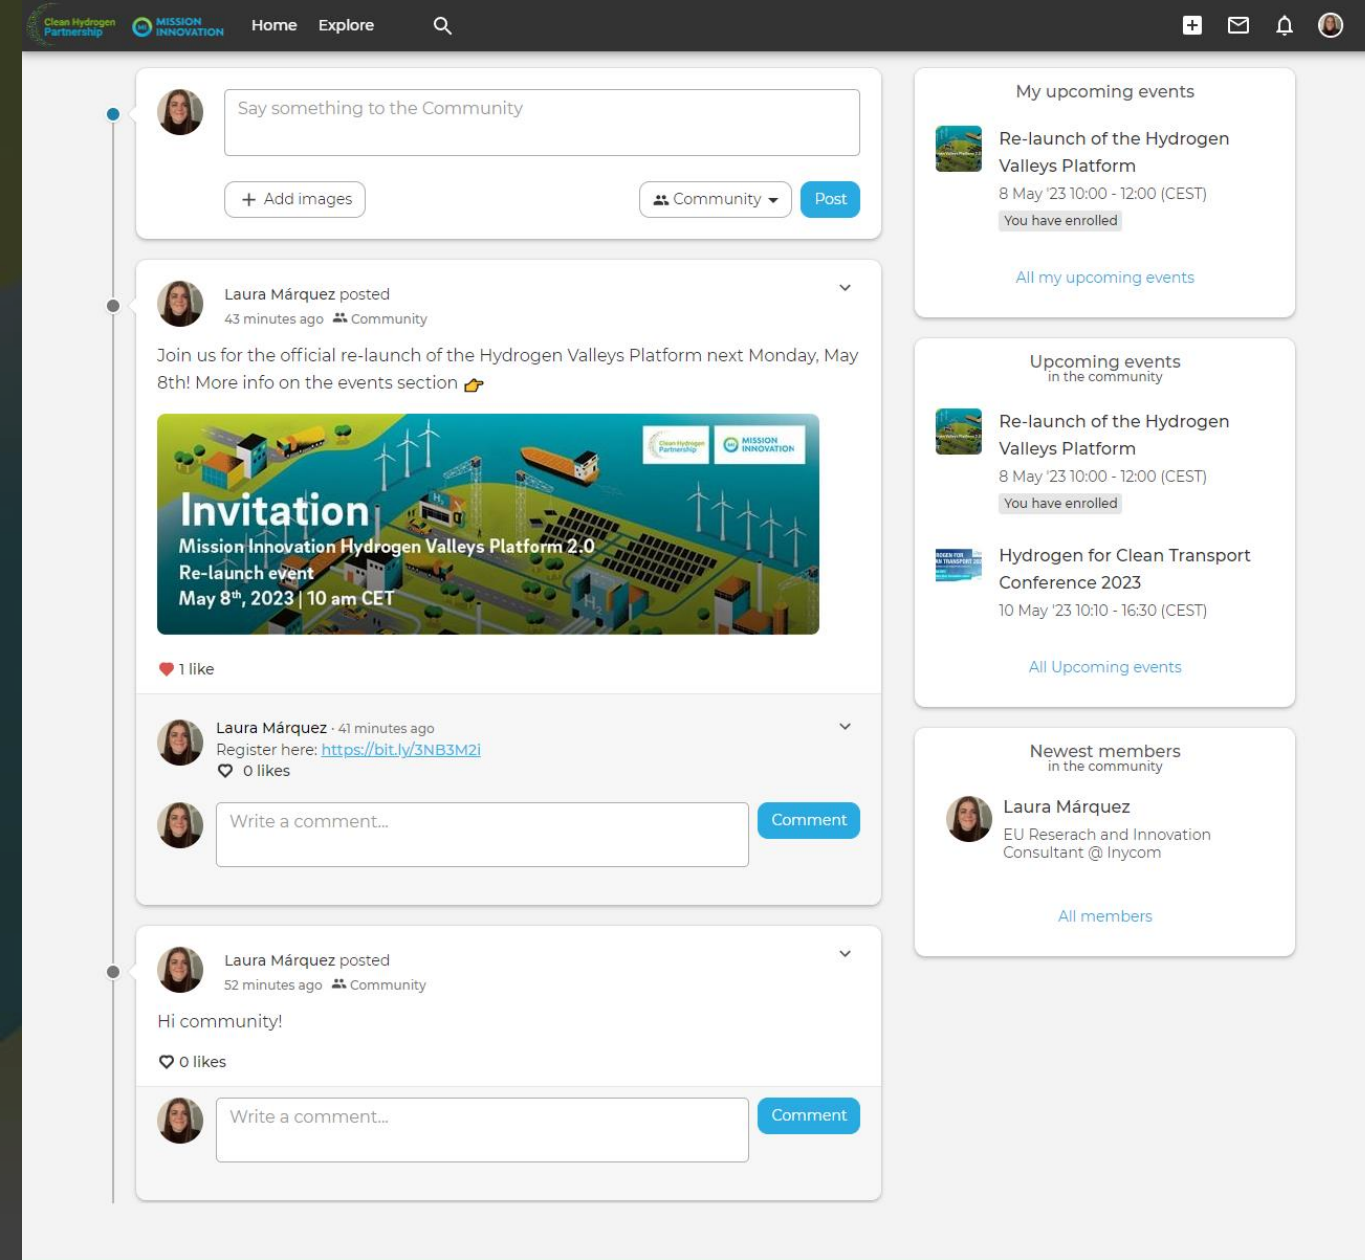 Clean Hydrogen
Partnership
MI
MISSION
INNOVATION
Home
Explore
Say something to the Community
+ Add images
Community
Post
Laura Márquez posted
43 minutes ago
Community
Join us for the official re-launch of the Hydrogen Valleys Platform next Monday, May
8th! More info on the events section 👉
Clean Hydrogen
Partnership
MI
MISSION
INNOVATION
H₂
Invitation
Mission Innovation Hydrogen Valleys Platform 2.0
Re-launch event
May 8th, 2023 | 10 am CET
H₂
1 like
Laura Márquez · 41 minutes ago
Register here: https://bit.ly/3NB3M2i
0 likes
Write a comment...
Comment
Laura Márquez posted
52 minutes ago
Community
Hi community!
0 likes
Write a comment...
Comment
My upcoming events
Re-launch of the Hydrogen
Valleys Platform
8 May '23 10:00 - 12:00 (CEST)
You have enrolled
All my upcoming events
Upcoming events
in the community
Re-launch of the Hydrogen
Valleys Platform
8 May '23 10:00 - 12:00 (CEST)
You have enrolled
Hydrogen for Clean Transport
Conference 2023
10 May '23 10:10 - 16:30 (CEST)
All Upcoming events
Newest members
in the community
Laura Márquez
EU Reserach and Innovation
Consultant @ Inycom
All members